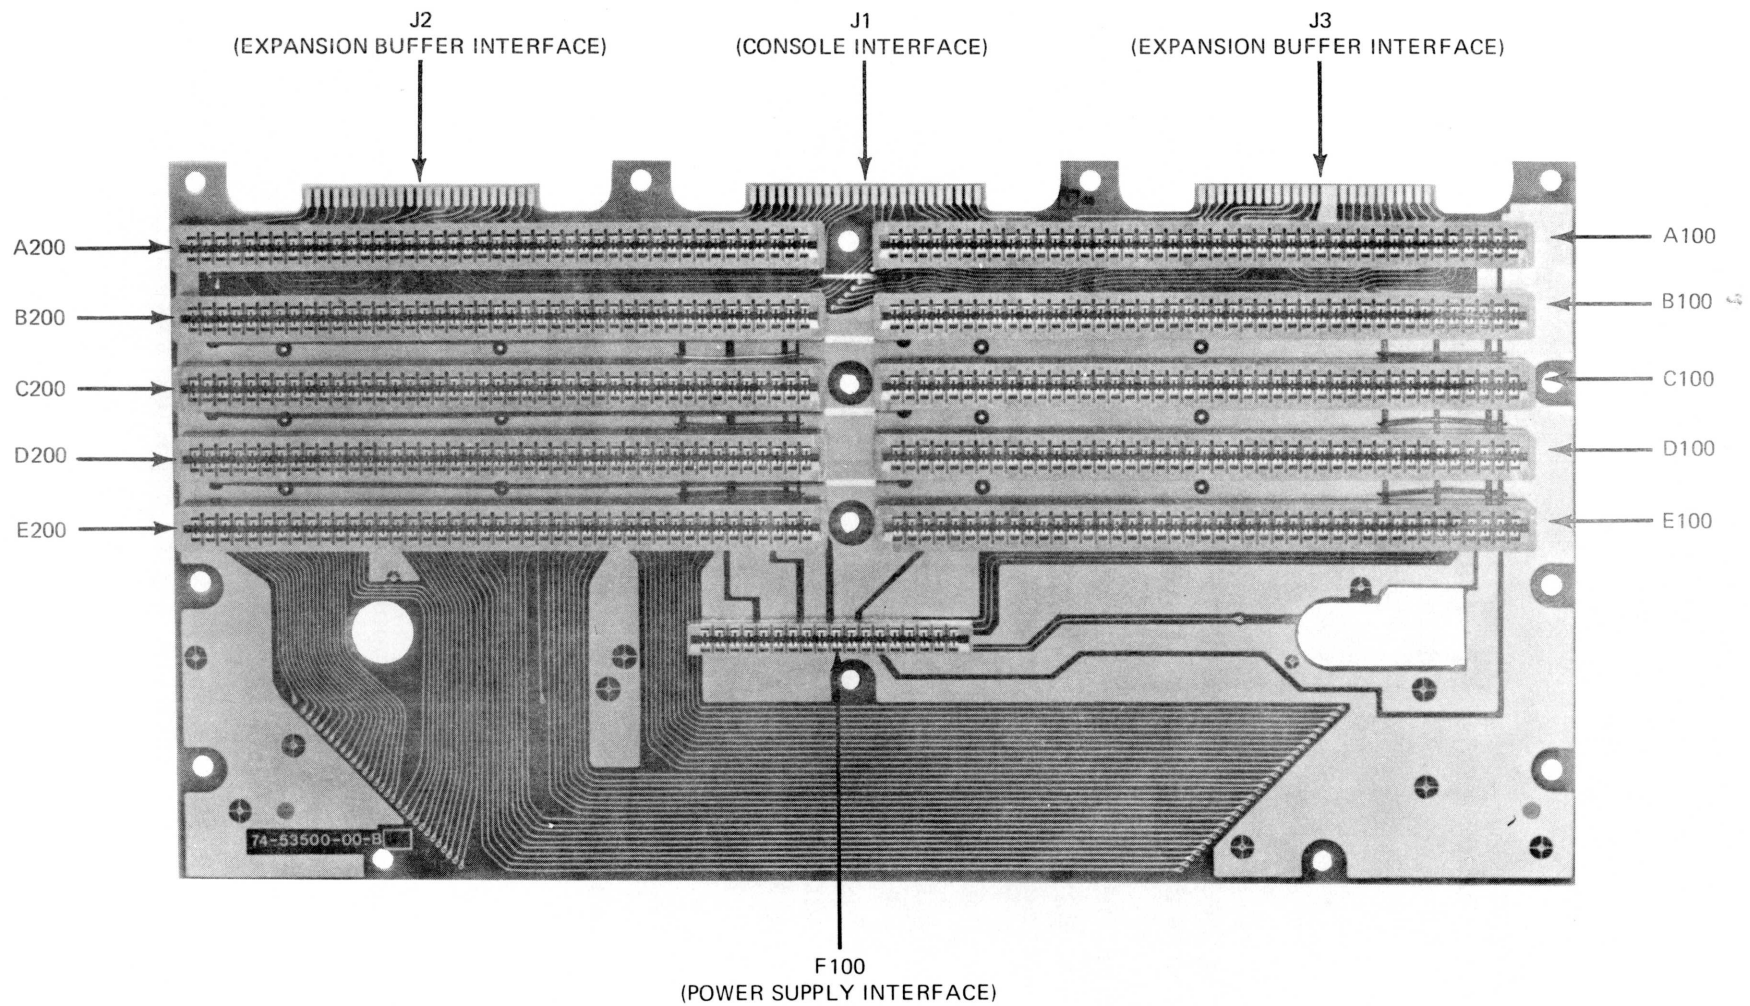 J2
(EXPANSION BUFFER INTERFACE)
J1
(CONSOLE INTERFACE)
J3
(EXPANSION BUFFER INTERFACE)
A200
A100
B200
B100
C200
C100
D200
D100
E200
E100
74-53500-00-B
F100
(POWER SUPPLY INTERFACE)